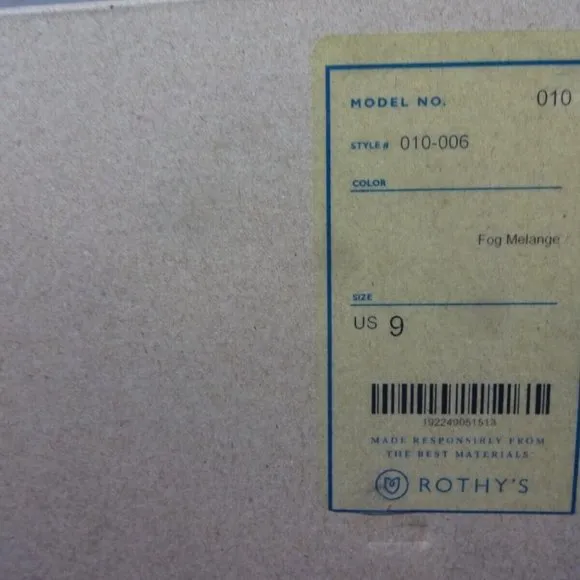 MODEL NO. 010
STYLE # 010-006
COLOR
Fog Melange
SIZE
US 9
192249051513
MADE RESPONSIBLY FROM
THE BEST MATERIALS
ROTHY'S